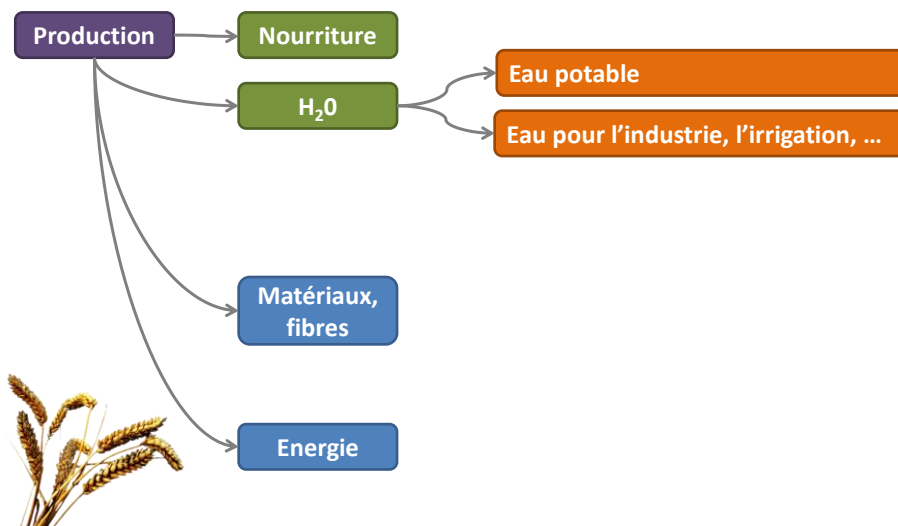 Production
Nourriture
H₂0
Eau potable
Eau pour l’industrie, l’irrigation, ...
Matériaux,
fibres
Energie